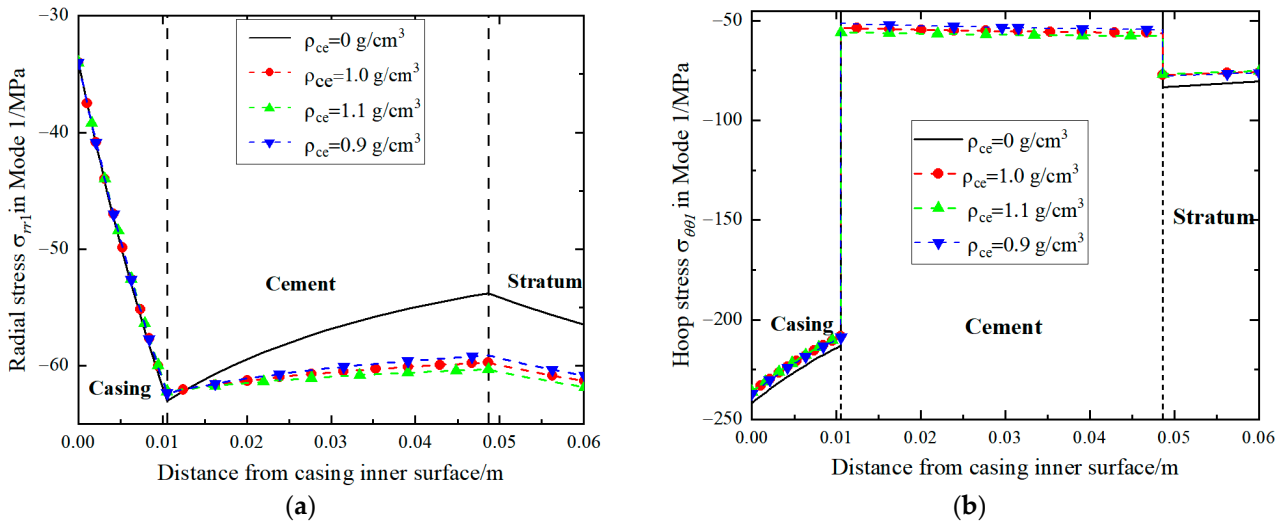 Radial stress σrr1 in Mode 1/MPa
−30
−40
−50
−60
ρce=0 g/cm³
ρce=1.0 g/cm³
ρce=1.1 g/cm³
ρce=0.9 g/cm³
Cement
Stratum
Casing
0.00 0.01 0.02 0.03 0.04 0.05 0.06
Distance from casing inner surface/m
(a)
Hoop stress σθθ1 in Mode 1/MPa
−50
−100
−150
−200
−250
ρce=0 g/cm³
ρce=1.0 g/cm³
ρce=1.1 g/cm³
ρce=0.9 g/cm³
Stratum
Casing
Cement
0.00 0.01 0.02 0.03 0.04 0.05 0.06
Distance from casing inner surface/m
(b)